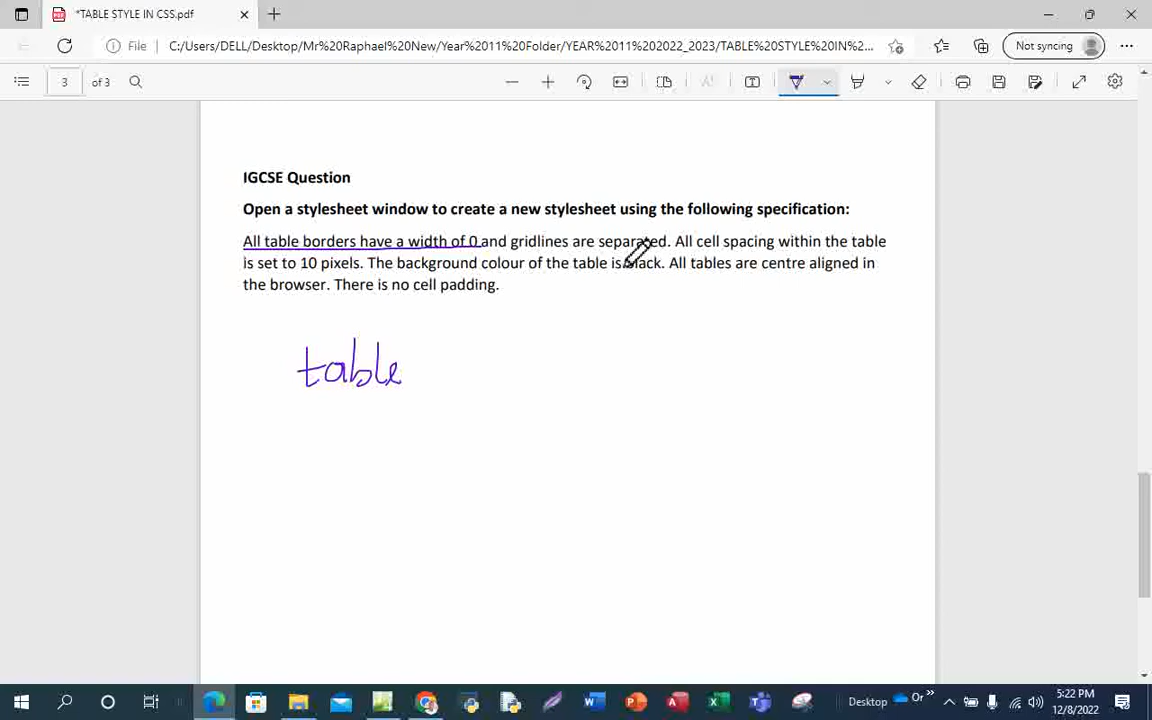 *TABLE STYLE IN CSS.pdf
File
C:/Users/DELL/Desktop/Mr%20Raphael%20New/Year%2011%20Folder/YEAR%2011%202022_2023/TABLE%20STYLE%20IN%2...
Not syncing
3 of 3
IGCSE Question
Open a stylesheet window to create a new stylesheet using the following specification:
All table borders have a width of 0 and gridlines are separated. All cell spacing within the table
is set to 10 pixels. The background colour of the table is black. All tables are centre aligned in
the browser. There is no cell padding.
table
Desktop
Or
5:22 PM
12/8/2022